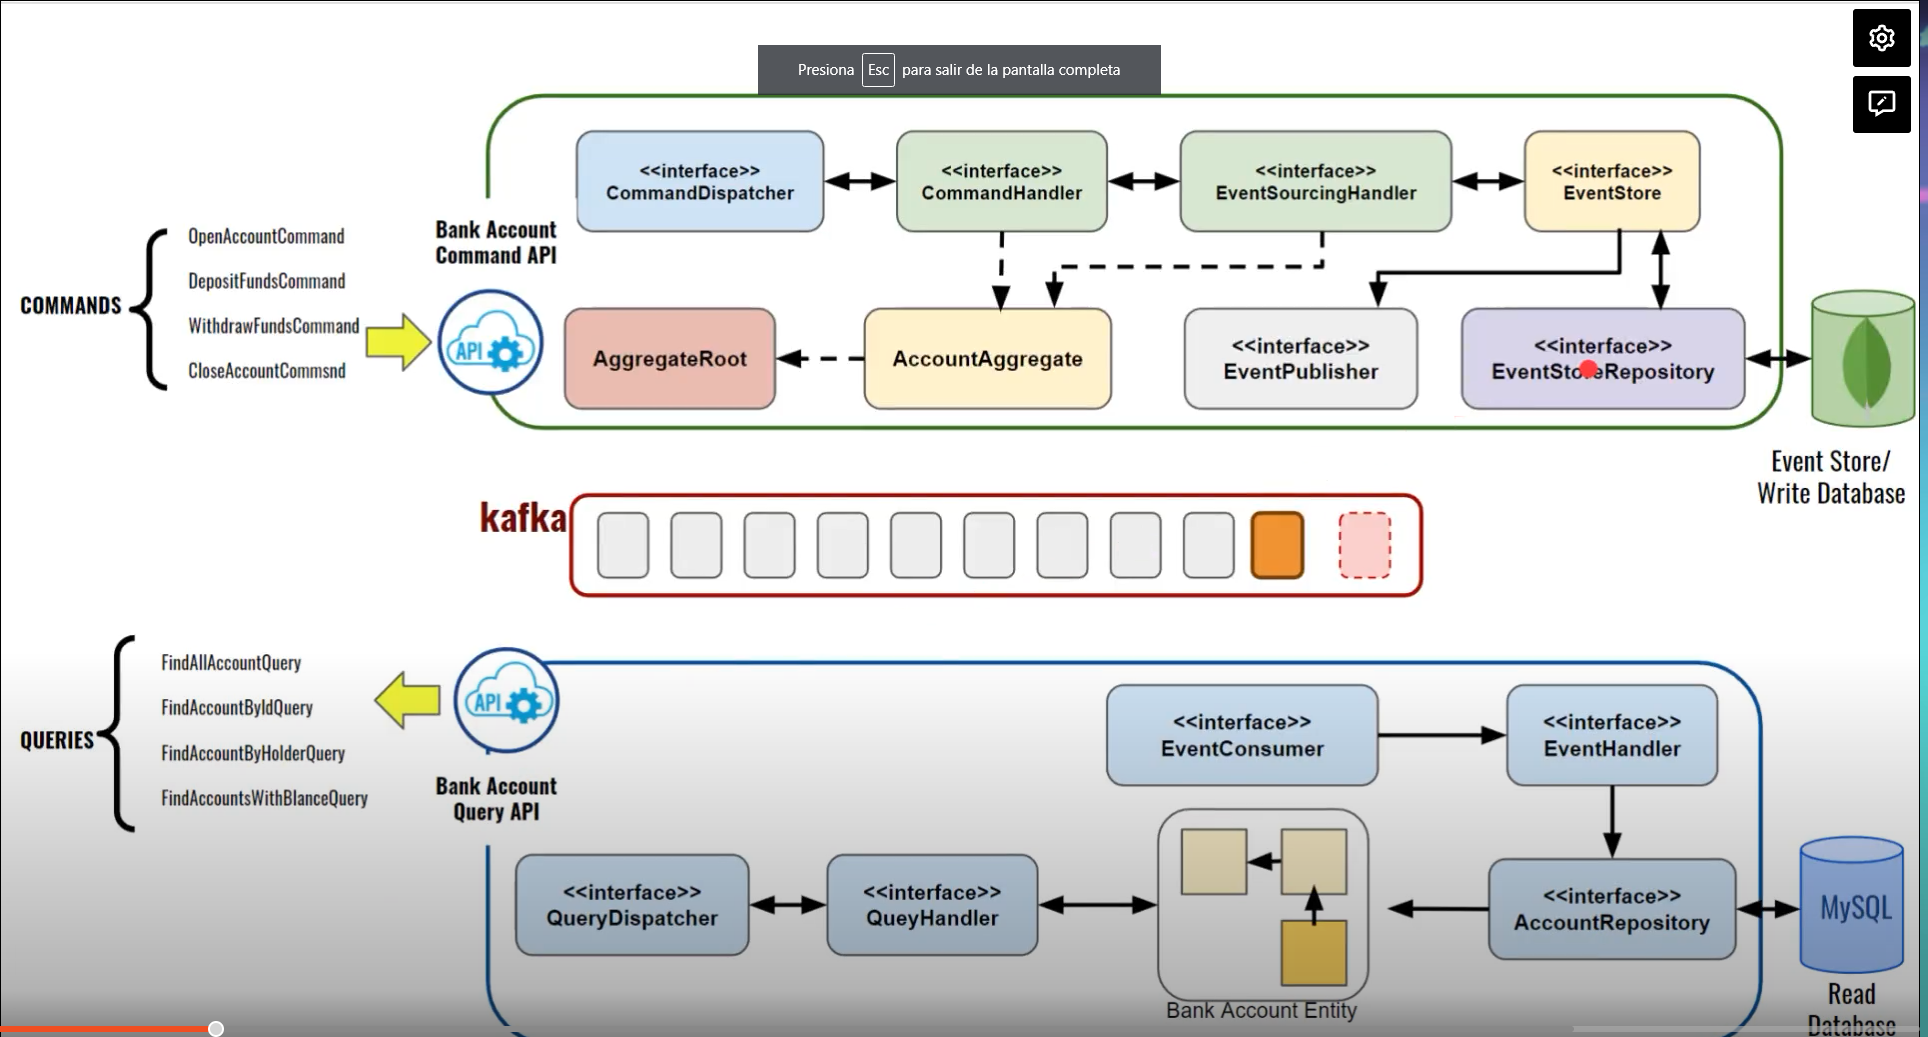 Presiona Esc para salir de la pantalla completa
<<interface>>
CommandDispatcher
<<interface>>
CommandHandler
<<interface>>
EventSourcingHandler
<<interface>>
EventStore
COMMANDS
OpenAccountCommand
DepositFundsCommand
WithdrawFundsCommand
CloseAccountCommsnd
Bank Account
Command API
API
AggregateRoot
AccountAggregate
<<interface>>
EventPublisher
<<interface>>
EventStoreRepository
Event Store/
Write Database
kafka
QUERIES
FindAllAccountQuery
FindAccountByIdQuery
FindAccountByHolderQuery
FindAccountsWithBlanceQuery
API
Bank Account
Query API
<<interface>>
EventConsumer
<<interface>>
EventHandler
<<interface>>
QueryDispatcher
<<interface>>
QueyHandler
Bank Account Entity
<<interface>>
AccountRepository
MySQL
Read
Database